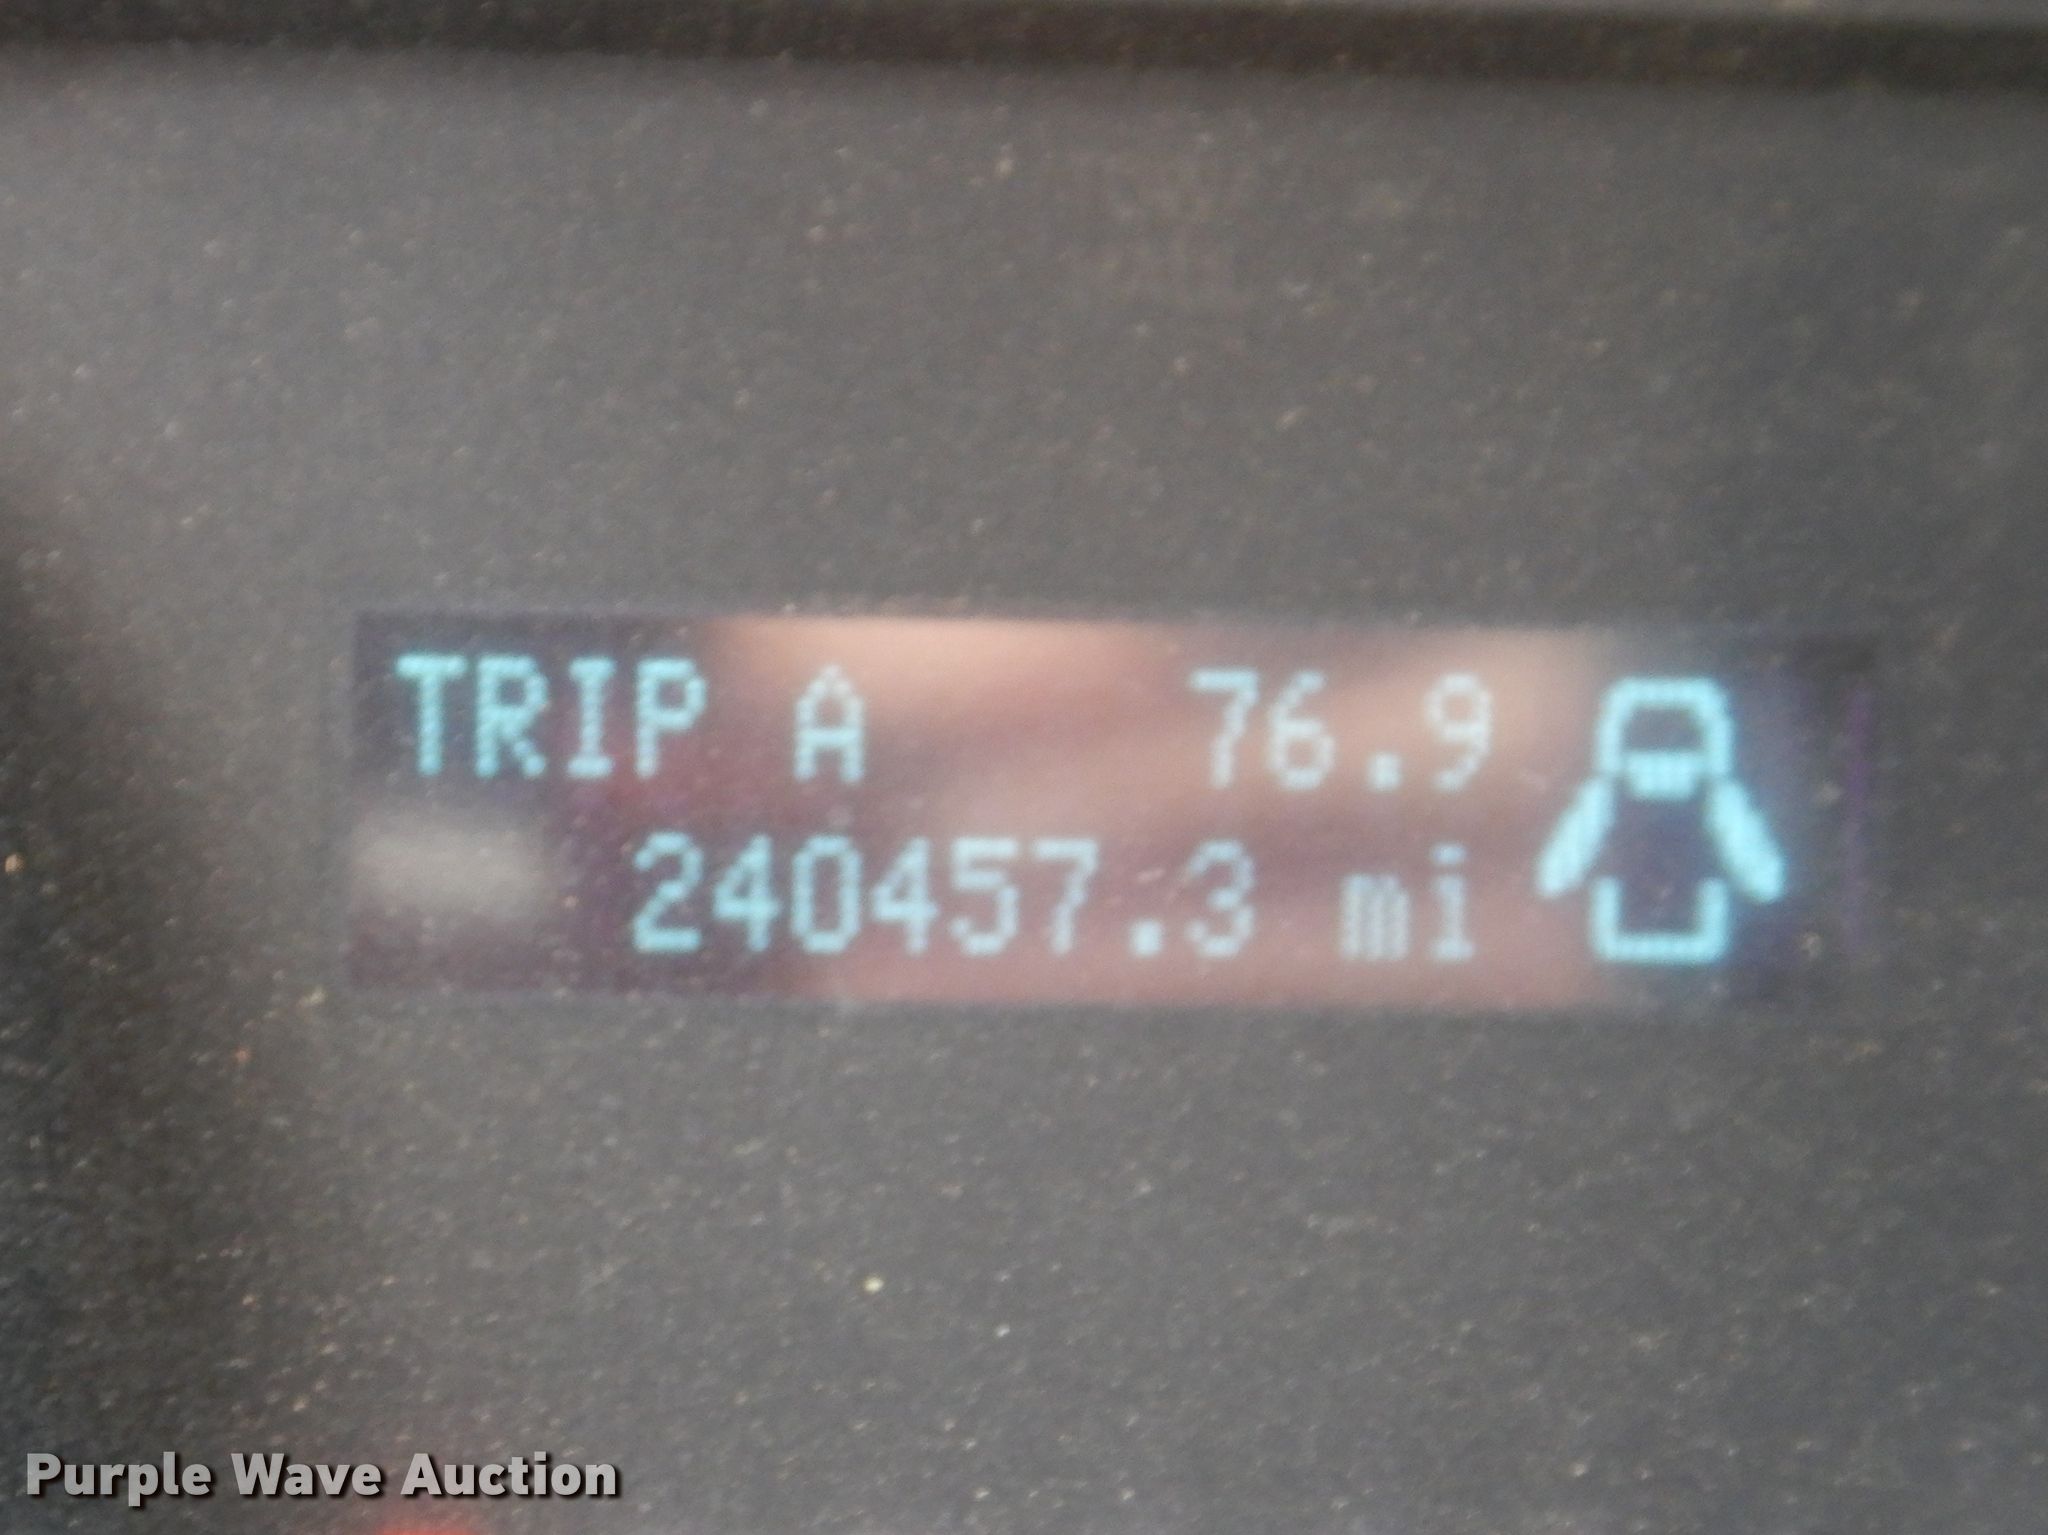 TRIP A 76.9
240457.3 mi
Purple Wave Auction